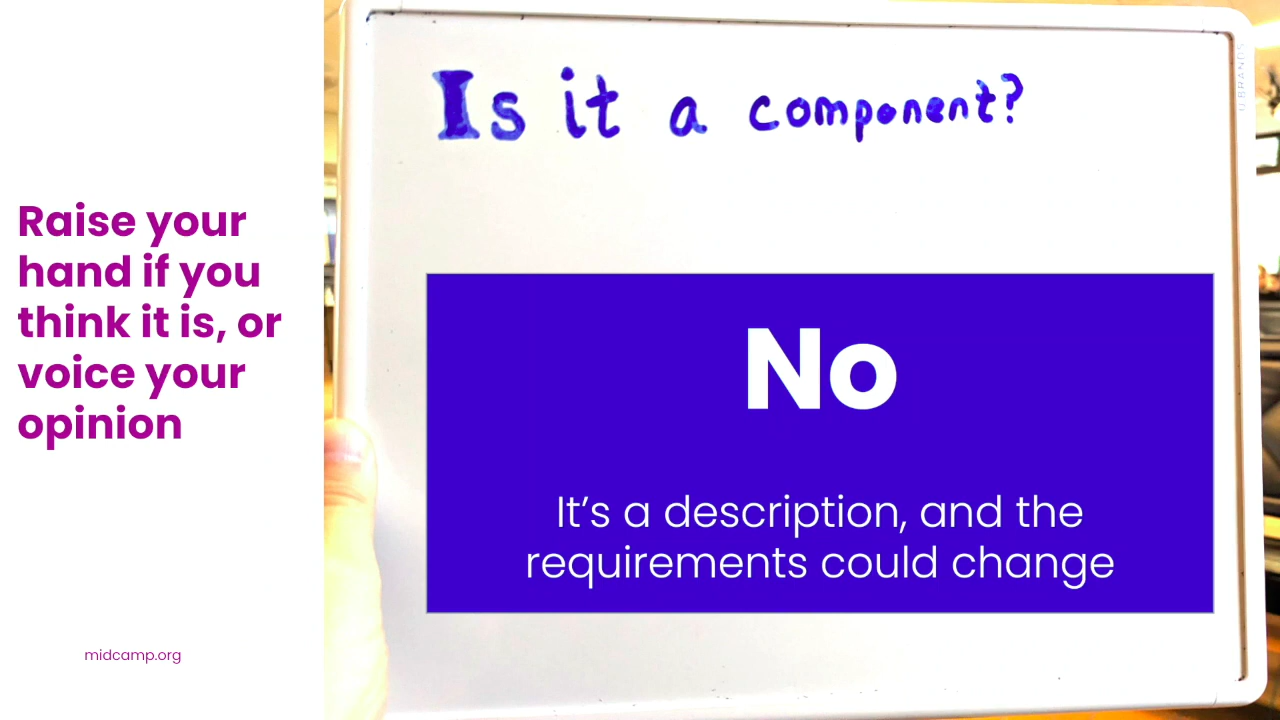 Raise your
hand if you
think it is, or
voice your
opinion
midcamp.org
Is it a component?
No
It’s a description, and the
requirements could change
U BRANDS